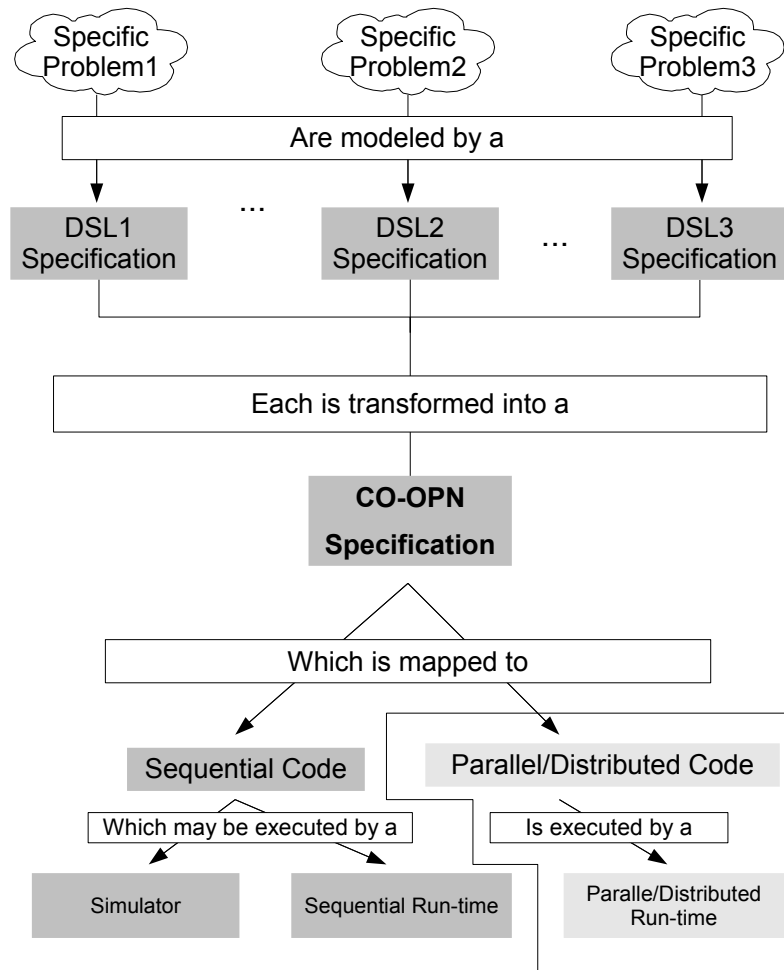 Specific
Problem1
Specific
Problem2
Specific
Problem3
Are modeled by a
DSL1
Specification
...
DSL2
Specification
...
DSL3
Specification
Each is transformed into a
CO-OPN
Specification
Which is mapped to
Sequential Code
Parallel/Distributed Code
Which may be executed by a
Is executed by a
Simulator
Sequential Run-time
Paralle/Distributed
Run-time